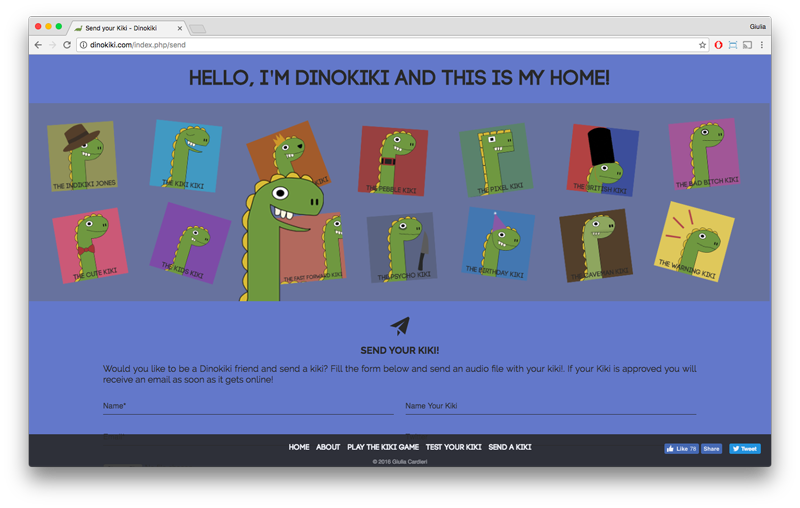 Send your Kiki - Dinokiki
Giulia
dinokiki.com/index.php/send
HELLO, I'M DINOKIKI AND THIS IS MY HOME!
THE INDIKIKI JONES
THE KIKI KIKI
KIKI
THE PEBBLE KIKI
THE PIXEL KIKI
THE BRITISH KIKI
THE BAD BITCH KIKI
THE CUTE KIKI
THE KIDS KIKI
THE FAST FORWARD KIKI
THE PSYCHO KIKI
THE BIRTHDAY KIKI
THE CAVEMAN KIKI
THE WARNING KIKI
SEND YOUR KIKI!
Would you like to be a Dinokiki friend and send a kiki? Fill the form below and send an audio file with your kiki!. If your Kiki is approved you will
receive an email as soon as it gets online!
Name*
Name Your Kiki
HOME ABOUT PLAY THE KIKI GAME TEST YOUR KIKI SEND A KIKI
Like 76 Share Tweet
© 2016 Giulia Cardieri